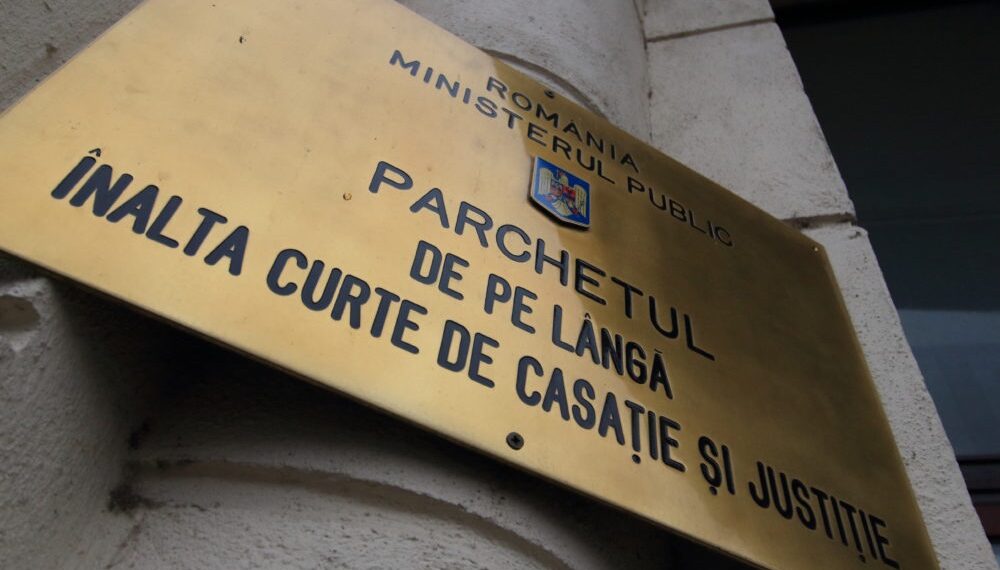 ROMÂNIA
MINISTERUL PUBLIC
PARCHETUL
DE PE LÂNGĂ
ÎNALTA CURTE DE CASAȚIE ȘI JUSTIȚIE